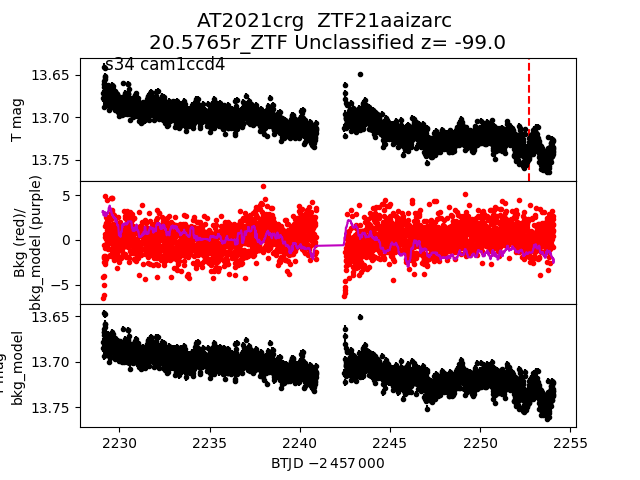 AT2021crg  ZTF21aaizarc
20.5765r_ZTF Unclassified z= -99.0
s34 cam1ccd4
T mag
13.65
13.70
13.75
Bkg (red)/
bkg_model (purple)
5
0
−5
mag
bkg_model
13.65
13.70
13.75
2230
2235
2240
2245
2250
2255
BTJD −2 457 000